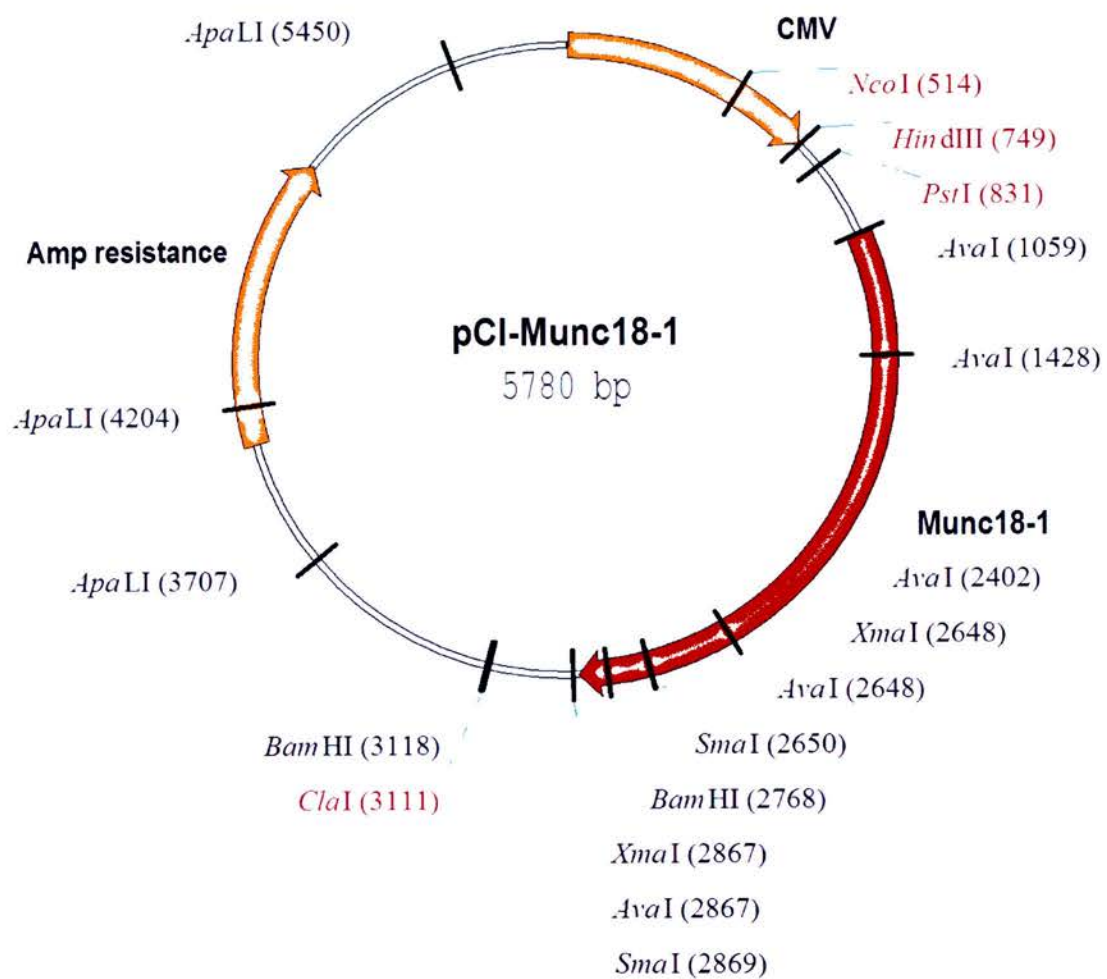 ApaLI (5450)
CMV
NcoI (514)
HindIII (749)
PstI (831)
Amp resistance
AvaI (1059)
pCI-Munc18-1
5780 bp
AvaI (1428)
ApaLI (4204)
Munc18-1
ApaLI (3707)
AvaI (2402)
XmaI (2648)
AvaI (2648)
BamHI (3118)
SmaI (2650)
ClaI (3111)
BamHI (2768)
XmaI (2867)
AvaI (2867)
SmaI (2869)